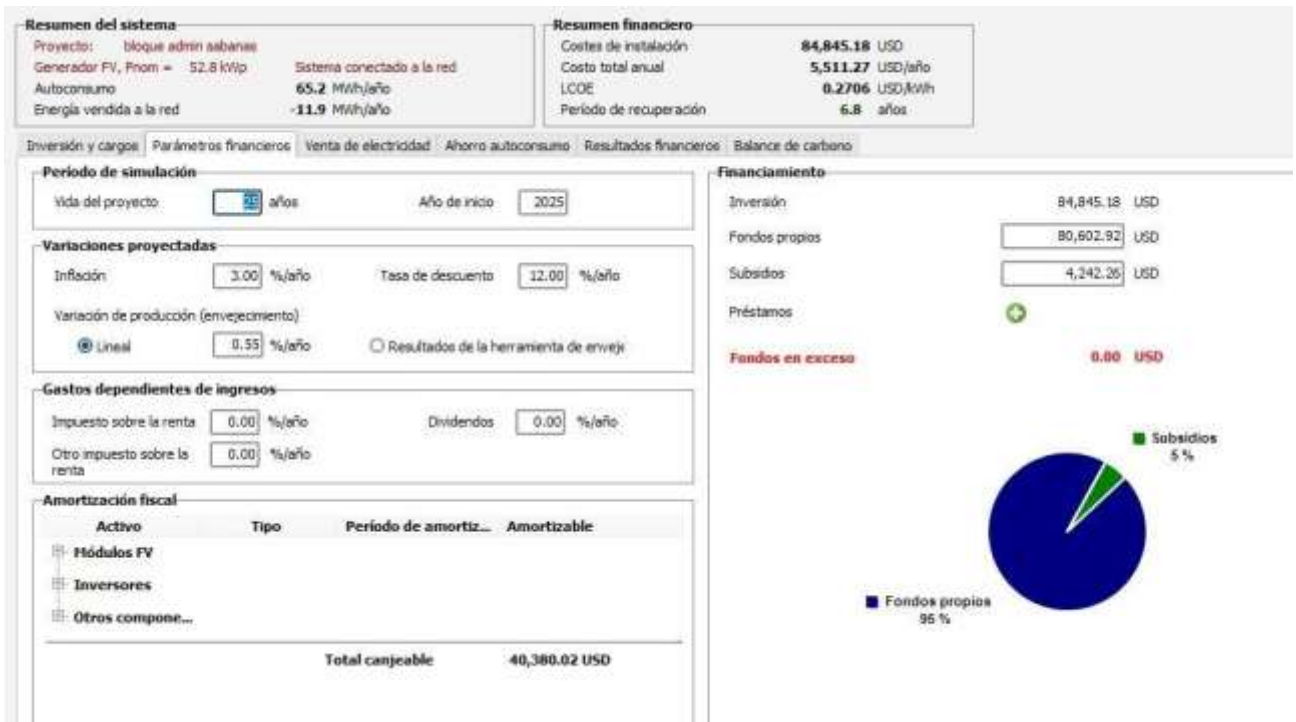 Resumen del sistema
Proyecto: bloque admin sabanas
Generador FV, Pnom = 52.8 kWp Sistema conectado a la red
Autoconsumo 65.2 MWh/año
Energía vendida a la red -11.9 MWh/año
Resumen financiero
Costes de instalación 84,845.18 USD
Costo total anual 5,511.27 USD/año
LCOE 0.2706 USD/kWh
Período de recuperación 6.8 años
Inversión y cargos Parámetros financieros Venta de electricidad Ahorro autoconsumo Resultados financieros Balance de carbono
Período de simulación
Vida del proyecto 25 años Año de inicio 2025
Variaciones proyectadas
Inflación 3.00 %/año Tasa de descuento 12.00 %/año
Variación de producción (envejecimiento)
Lineal 0.55 %/año Resultados de la herramienta de enveje
Gastos dependientes de ingresos
Impuesto sobre la renta 0.00 %/año Dividendos 0.00 %/año
Otro impuesto sobre la renta 0.00 %/año
Amortización fiscal
Activo Tipo Período de amortiz... Amortizable
Módulos FV
Inversores
Otros compone...
Total canjeable 40,380.02 USD
Financiamiento
Inversión 84,845.18 USD
Fondos propios 80,602.92 USD
Subsidios 4,242.26 USD
Préstamos
Fondos en exceso 0.00 USD
Subsidios
5 %
Fondos propios
95 %